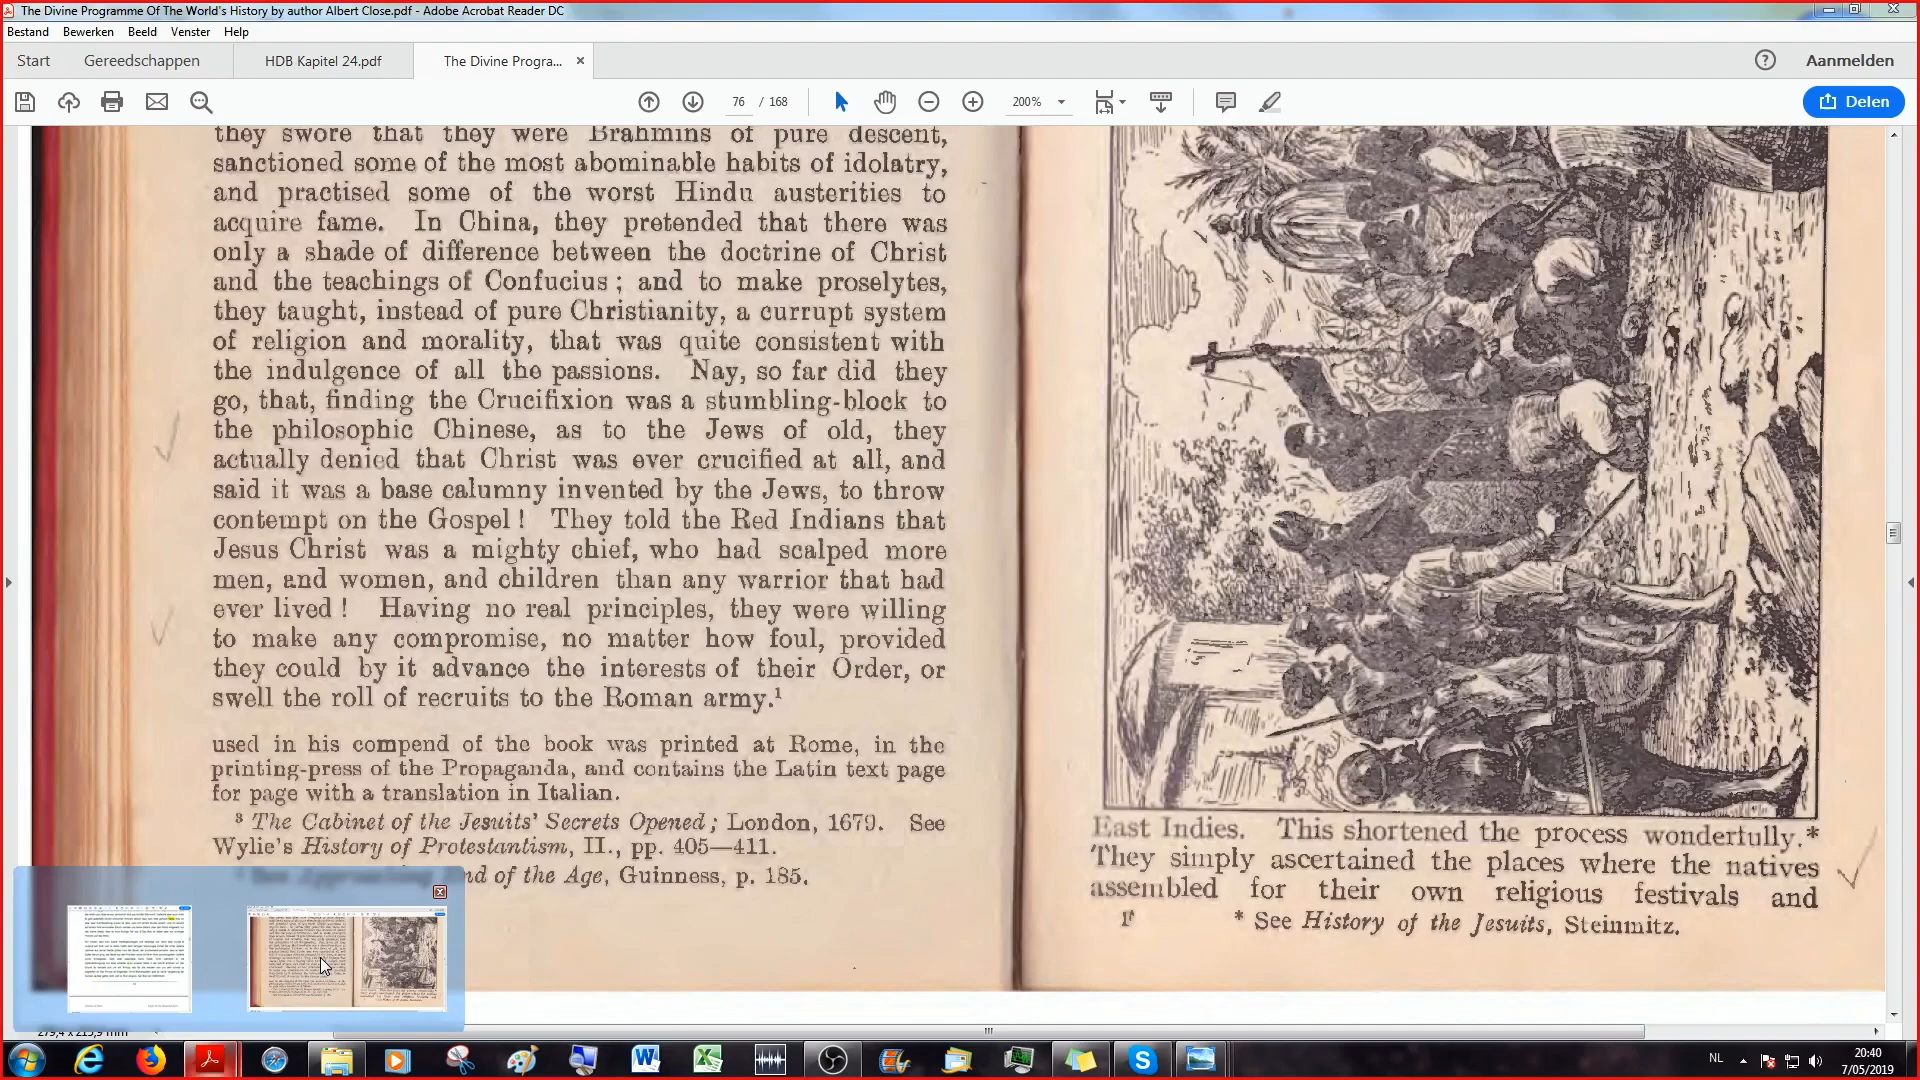 The Divine Programme Of The World's History by author Albert Close.pdf - Adobe Acrobat Reader DC
Bestand Bewerken Beeld Venster Help
Start Gereedschappen HDB Kapitel 24.pdf The Divine Progra... × ? Aanmelden
76 / 168 200% Delen
they swore that they were Brahmins of pure descent,
sanctioned some of the most abominable habits of idolatry,
and practised some of the worst Hindu austerities to
acquire fame. In China, they pretended that there was
only a shade of difference between the doctrine of Christ
and the teachings of Confucius ; and to make proselytes,
they taught, instead of pure Christianity, a currupt system
of religion and morality, that was quite consistent with
the indulgence of all the passions. Nay, so far did they
go, that, finding the Crucifixion was a stumbling-block to
the philosophic Chinese, as to the Jews of old, they
actually denied that Christ was ever crucified at all, and
said it was a base calumny invented by the Jews, to throw
contempt on the Gospel ! They told the Red Indians that
Jesus Christ was a mighty chief, who had scalped more
men, and women, and children than any warrior that had
ever lived ! Having no real principles, they were willing
to make any compromise, no matter how foul, provided
they could by it advance the interests of their Order, or
swell the roll of recruits to the Roman army.¹
used in his compend of the book was printed at Rome, in the
printing-press of the Propaganda, and contains the Latin text page
for page with a translation in Italian.
³ The Cabinet of the Jesuits' Secrets Opened ; London, 1679. See
Wylie's History of Protestantism, II., pp. 405—411.
End of the Age, Guinness, p. 185.
East Indies. This shortened the process wonderfully.*
They simply ascertained the places where the natives
assembled for their own religious festivals and
* See History of the Jesuits, Steinmitz.
279,4 x 215,9 mm
NL 20:40
7/05/2019